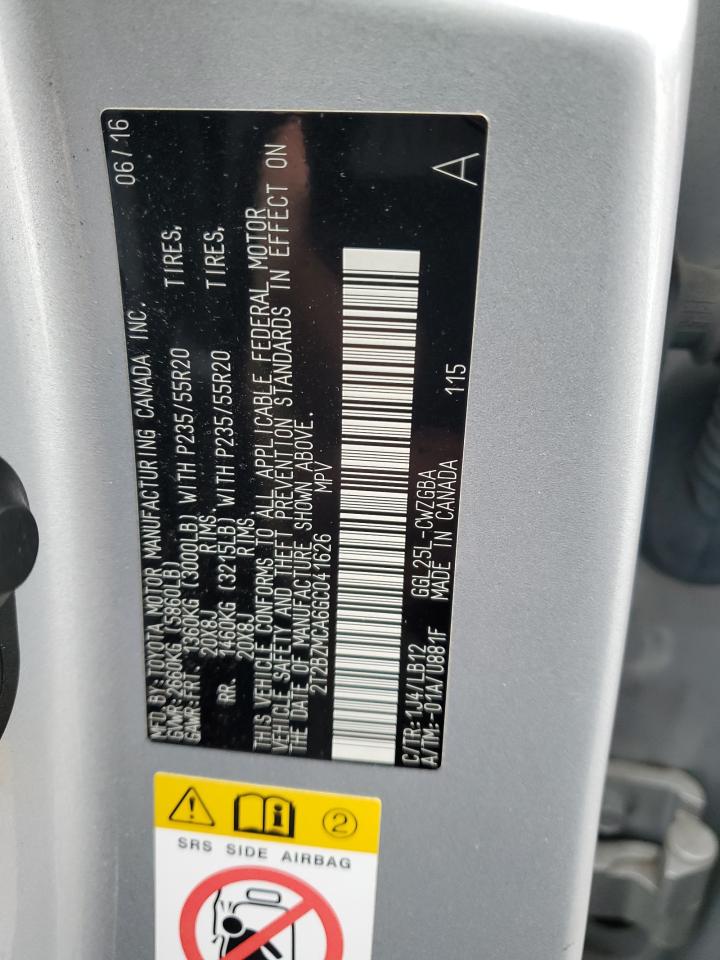 MFD. BY: TOYOTA MOTOR MANUFACTURING CANADA INC. 06/16
GVWR: 2660KG (5860LB)
GAWR: FRT 1360KG (3000LB) WITH P235/55R20 TIRES,
20X8J RIMS
RR. 1460KG (3215LB) WITH P235/55R20 TIRES,
20X8J RIMS
THIS VEHICLE CONFORMS TO ALL APPLICABLE FEDERAL MOTOR
VEHICLE SAFETY AND THEFT PREVENTION STANDARDS IN EFFECT ON
THE DATE OF MANUFACTURE SHOWN ABOVE.
2T2BZMCA6GC041626 MPV
A
C/TR: 1J4/LB12 GGL25L-CWZGBA
A/TM: -01A/U881F MADE IN CANADA 115
2
SRS SIDE AIRBAG